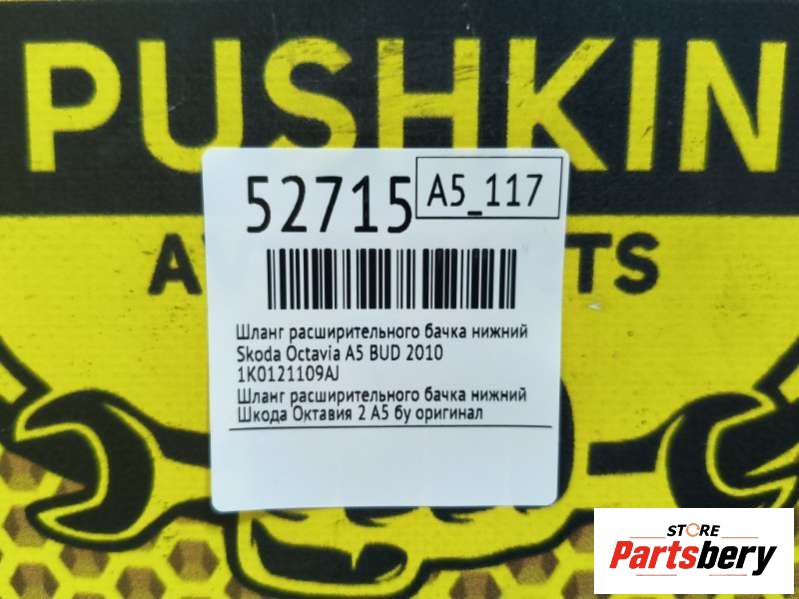 PUSHKIN
52715
A5_117
Шланг расширительного бачка нижний
Skoda Octavia A5 BUD 2010
1K0121109AJ
Шланг расширительного бачка нижний
Шкода Октавия 2 А5 бу оригинал
STORE
Partsbery